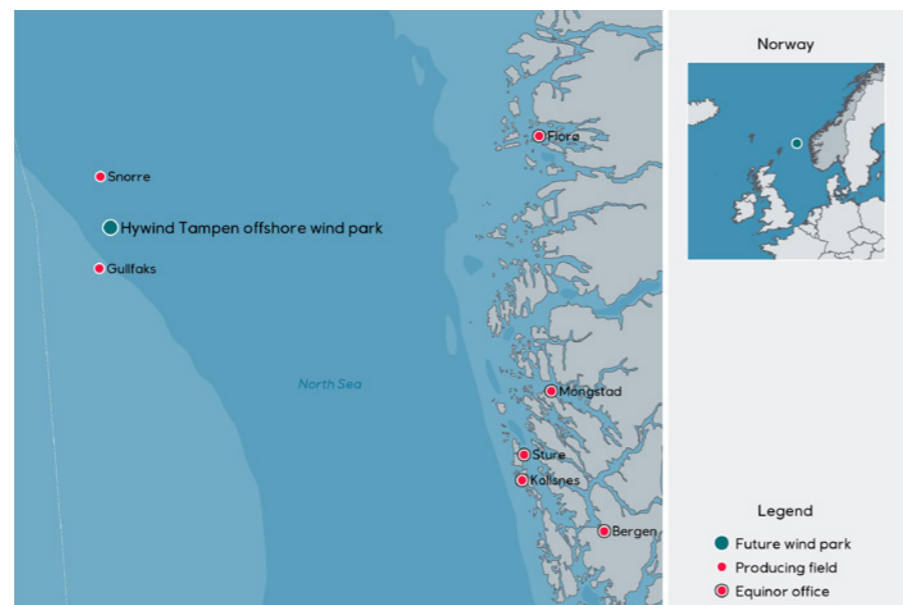 Norway
Florø
Snorre
Hywind Tampen offshore wind park
Gullfaks
North Sea
Mongstad
Sture
Kollsnes
Bergen
Legend
Future wind park
Producing field
Equinor office